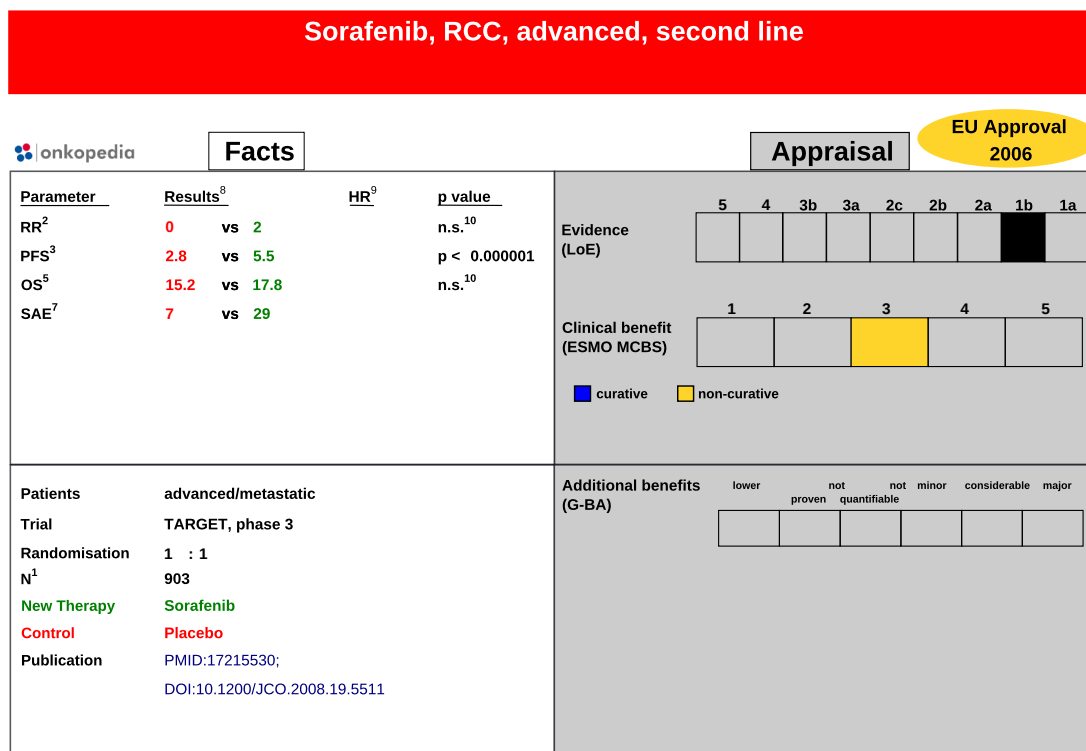 Sorafenib, RCC, advanced, second line
onkopedia
Facts
Appraisal
EU Approval
2006
Parameter Results8 HR9 p value
RR2 0 vs 2 n.s.10
PFS3 2.8 vs 5.5 p < 0.000001
OS5 15.2 vs 17.8 n.s.10
SAE7 7 vs 29
5 4 3b 3a 2c 2b 2a 1b 1a
Evidence
(LoE)
1 2 3 4 5
Clinical benefit
(ESMO MCBS)
curative non-curative
Patients advanced/metastatic
Trial TARGET, phase 3
Randomisation 1 : 1
N1 903
New Therapy Sorafenib
Control Placebo
Publication PMID:17215530;
DOI:10.1200/JCO.2008.19.5511
Additional benefits
(G-BA)
lower not not minor considerable major
proven quantifiable